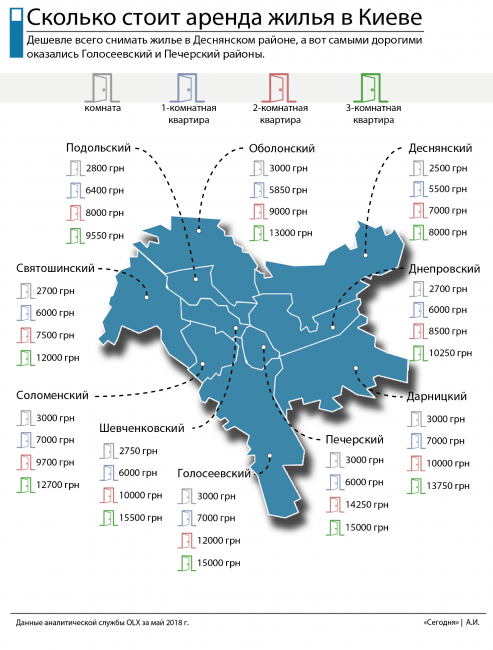 Сколько стоит аренда жилья в Киеве
Дешевле всего снимать жилье в Деснянском районе, а вот самыми дорогими
оказались Голосеевский и Печерский районы.
комната
1-комнатная
квартира
2-комнатная
квартира
3-комнатная
квартира
Подольский
2800 грн
6400 грн
8000 грн
9550 грн
Оболонский
3000 грн
5850 грн
9000 грн
13000 грн
Деснянский
2500 грн
5500 грн
7000 грн
8000 грн
Святошинский
2700 грн
6000 грн
7500 грн
12000 грн
Днепровский
2700 грн
6000 грн
8500 грн
10250 грн
Соломенский
3000 грн
7000 грн
9700 грн
12700 грн
Шевченковский
2750 грн
6000 грн
10000 грн
15500 грн
Голосеевский
3000 грн
7000 грн
12000 грн
15000 грн
Печерский
3000 грн
6000 грн
14250 грн
15000 грн
Дарницкий
3000 грн
7000 грн
10000 грн
13750 грн
Данные аналитической службы OLX за май 2018 г.
«Сегодня» | А.И.